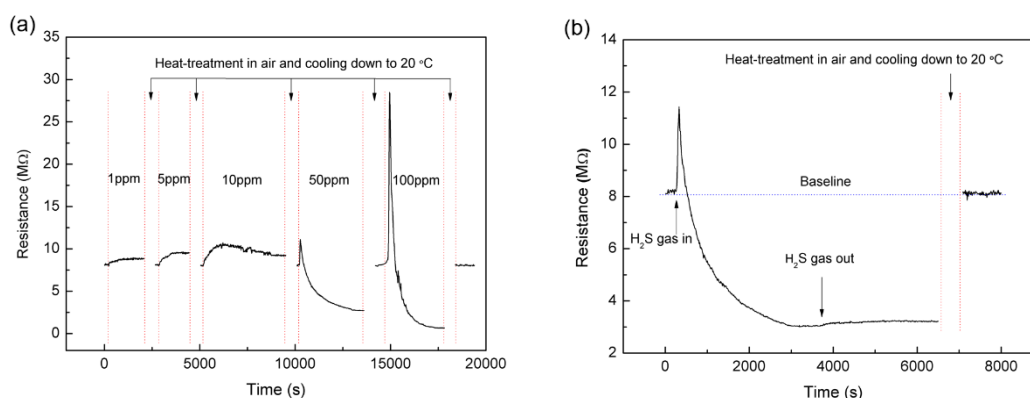 (a)
35
30
25
20
15
10
5
0
Resistance (MΩ)
Heat-treatment in air and cooling down to 20 °C
1ppm
5ppm
10ppm
50ppm
100ppm
0
5000
10000
15000
20000
Time (s)
(b)
14
12
10
8
6
4
2
Resistance (MΩ)
Heat-treatment in air and cooling down to 20 °C
Baseline
H₂S gas in
H₂S gas out
0
2000
4000
6000
8000
Time (s)